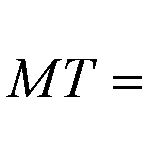 MT =